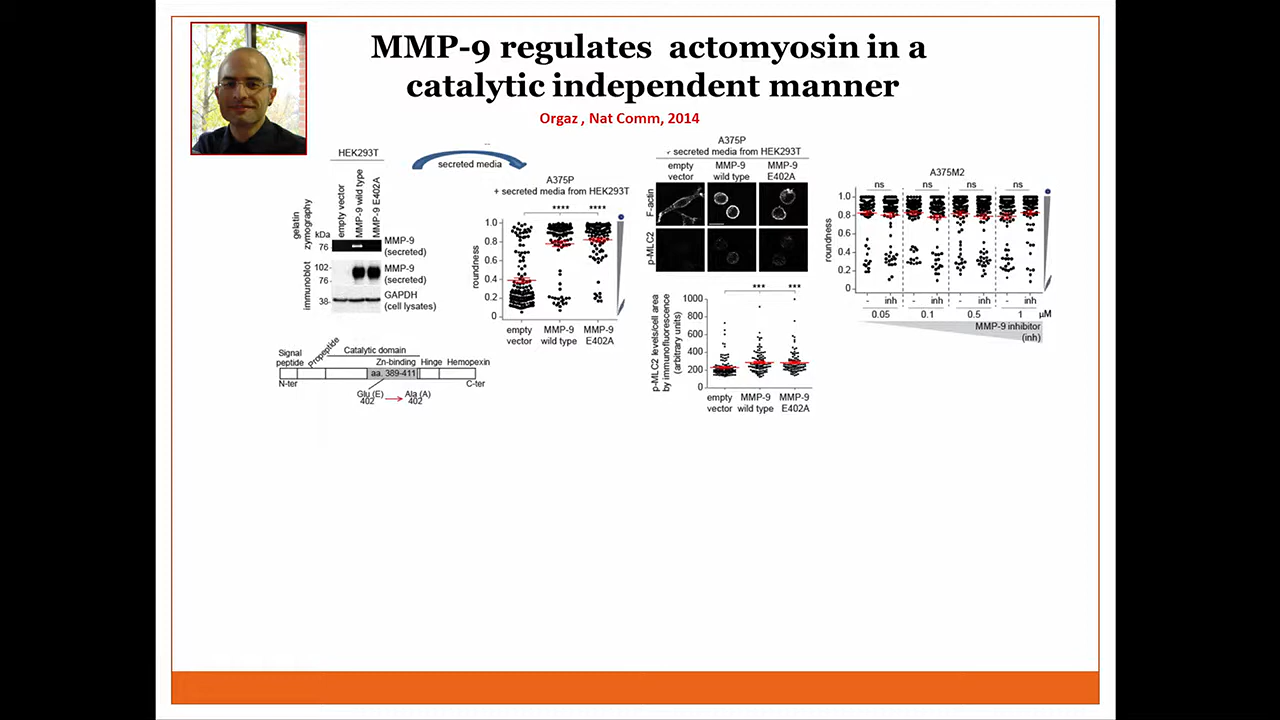 MMP-9 regulates actomyosin in a
catalytic independent manner
Orgaz , Nat Comm, 2014
HEK293T
empty vector
MMP-9 wild type
MMP-9 E402A
gelatin
zymography
kDa
76
MMP-9
(secreted)
immunoblot
102
76
MMP-9
(secreted)
38
GAPDH
(cell lysates)
secreted media
A375P
+ secreted media from HEK293T
**** ****
roundness
1.0
0.8
0.6
0.4
0.2
0
empty
vector
MMP-9
wild type
MMP-9
E402A
Signal
peptide
Propeptide
Catalytic domain
Zn-binding
Hinge
Hemopexin
aa. 389-411
N-ter
C-ter
Glu (E)
402
Ala (A)
402
A375P
secreted media from HEK293T
empty
vector
MMP-9
wild type
MMP-9
E402A
F-actin
p-MLC2
p-MLC2 levels/cell area
by immunofluorescence
(arbitrary units)
*** ***
1000
800
600
400
200
0
empty
vector
MMP-9
wild type
MMP-9
E402A
A375M2
ns ns ns ns
roundness
1.0
0.8
0.6
0.4
0.2
0
- inh - inh - inh - inh
0.05 0.1 0.5 1 μM
MMP-9 inhibitor
(inh)